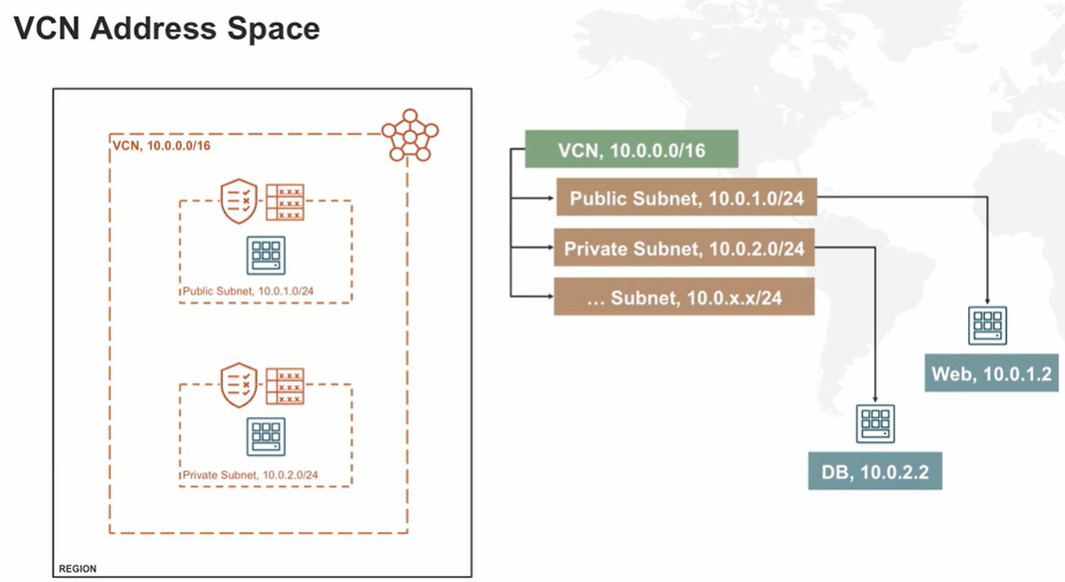 VCN Address Space
VCN, 10.0.0.0/16
x.x.x
x.x.x
x.x.x
Public Subnet, 10.0.1.0/24
x.x.x
x.x.x
x.x.x
Private Subnet, 10.0.2.0/24
REGION
VCN, 10.0.0.0/16
Public Subnet, 10.0.1.0/24
Private Subnet, 10.0.2.0/24
... Subnet, 10.0.x.x/24
Web, 10.0.1.2
DB, 10.0.2.2